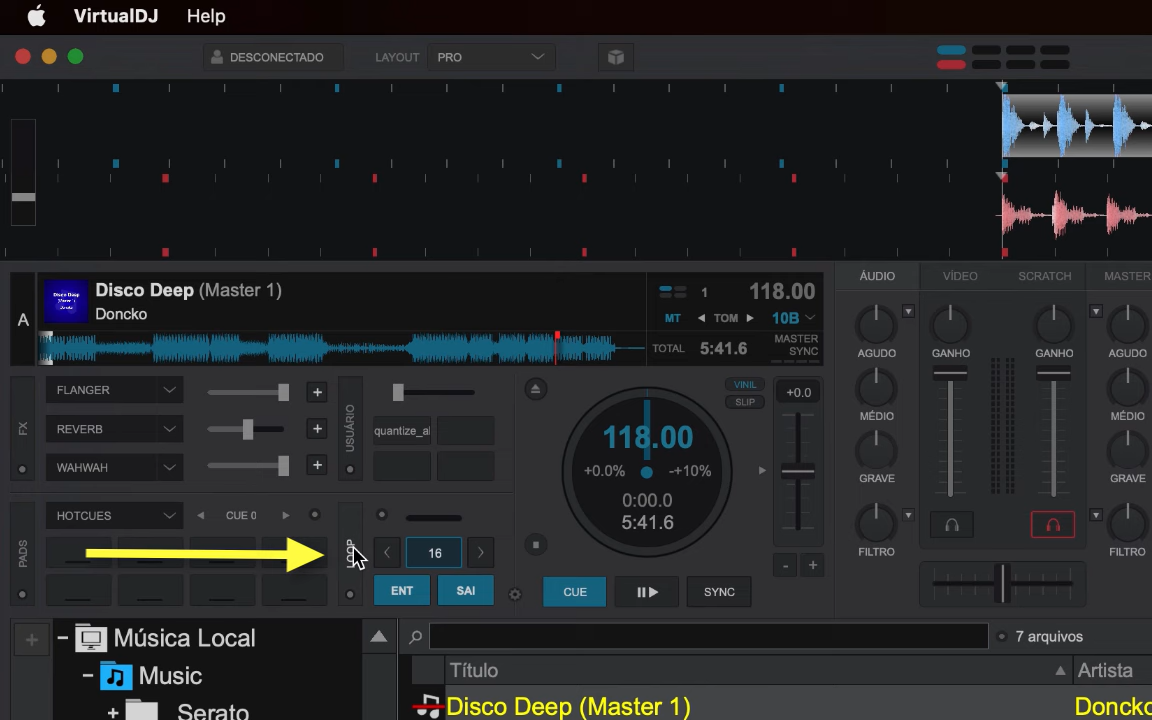 VirtualDJ Help
DESCONECTADO LAYOUT PRO
Disco Deep (Master 1)
Doncko
A
1 118.00
MT TOM 10B
TOTAL 5:41.6 MASTER SYNC
ÁUDIO VÍDEO SCRATCH MASTER
AGUDO GANHO GANHO AGUDO
MÉDIO MÉDIO
GRAVE GRAVE
FILTRO FILTRO
FX
FLANGER +
REVERB +
WAHWAH +
USUÁRIO
quantize_al
VINIL
SLIP
+0.0
118.00
+0.0% -+10%
0:00.0
5:41.6
PADS
HOTCUES CUE 0
LOOP
16
ENT SAI
CUE SYNC
- +
+ − Música Local
− Music
+ Serato
7 arquivos
Título Artista
Disco Deep (Master 1) Doncko